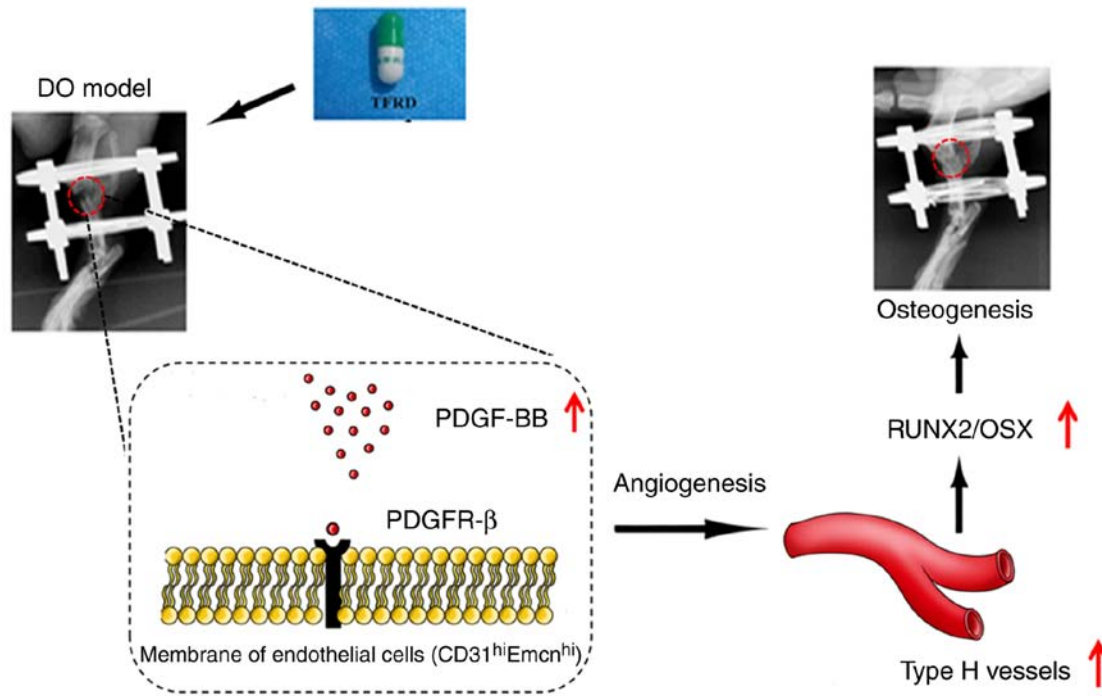 DO model
TFRD
PDGF-BB
PDGFR-β
Membrane of endothelial cells (CD31hiEmcnhi)
Angiogenesis
Osteogenesis
RUNX2/OSX
Type H vessels